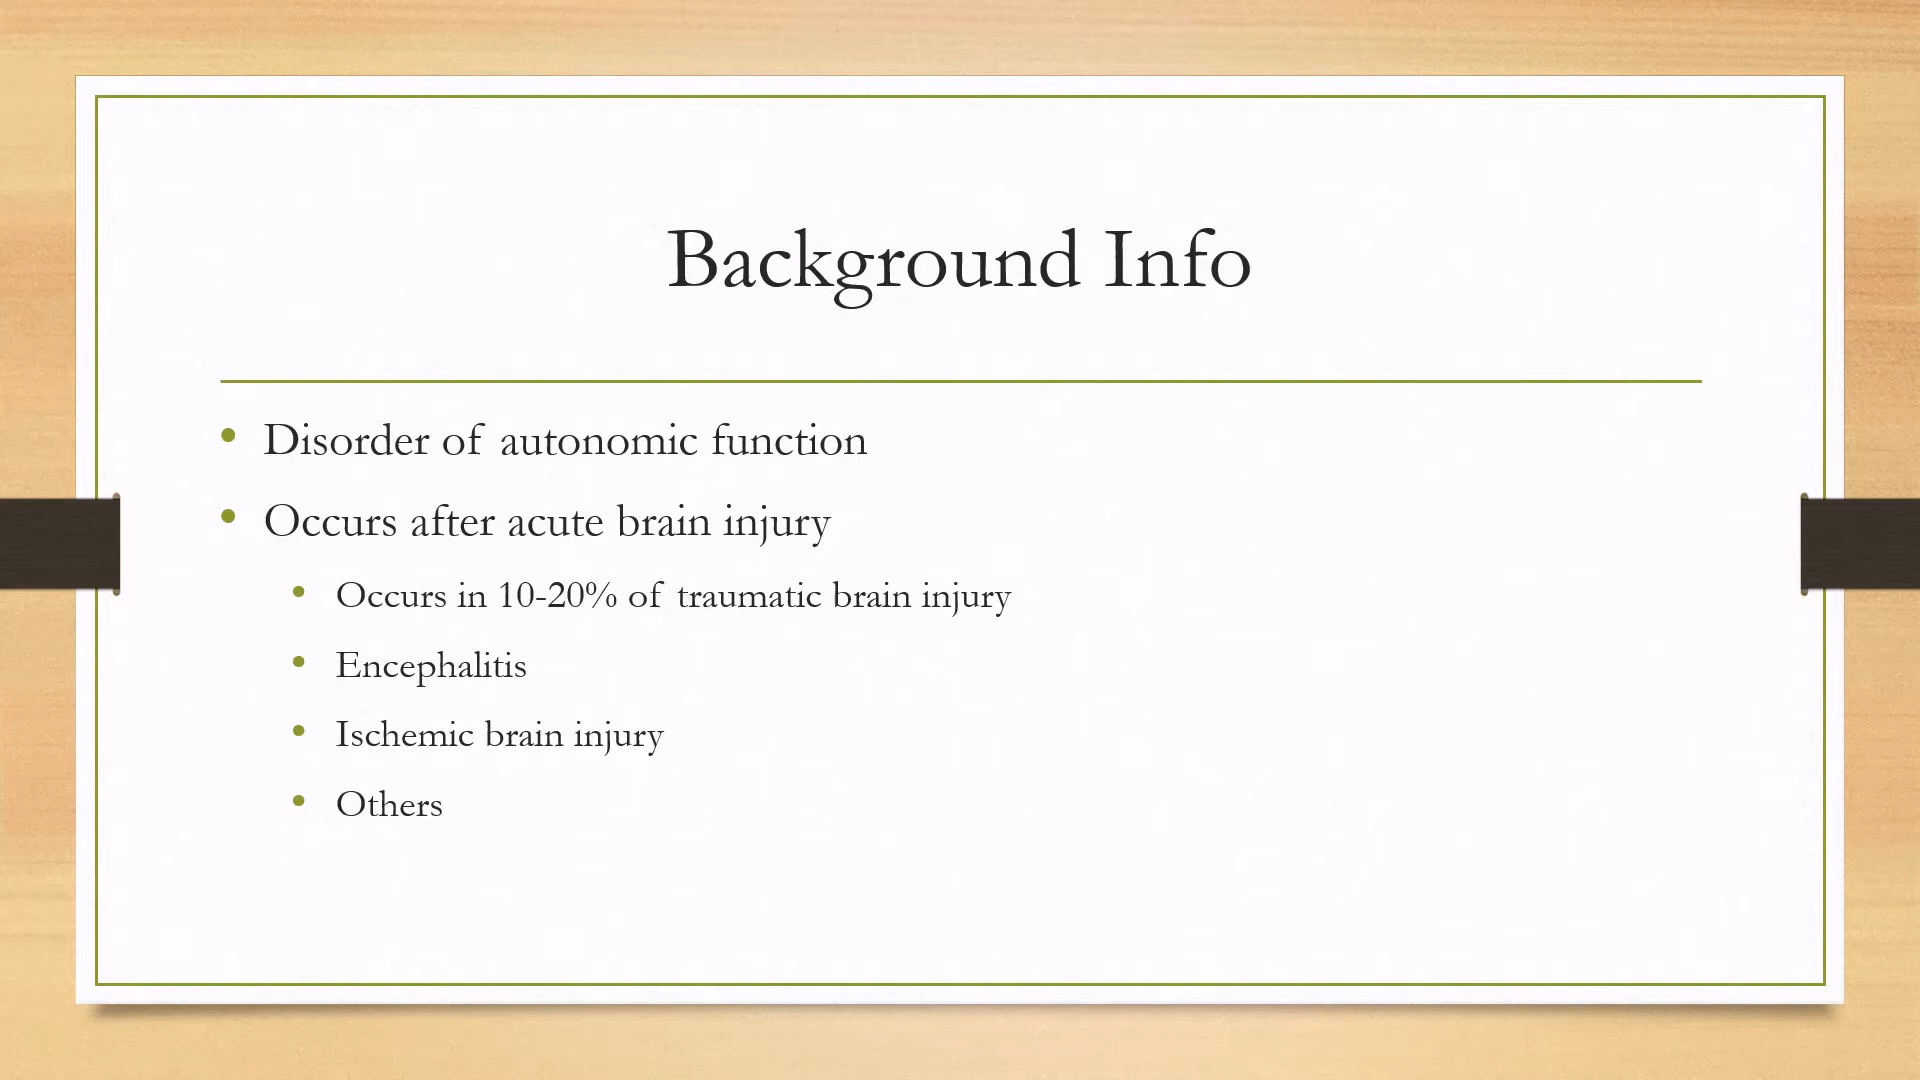 Background Info
• Disorder of autonomic function
• Occurs after acute brain injury
• Occurs in 10-20% of traumatic brain injury
• Encephalitis
• Ischemic brain injury
• Others